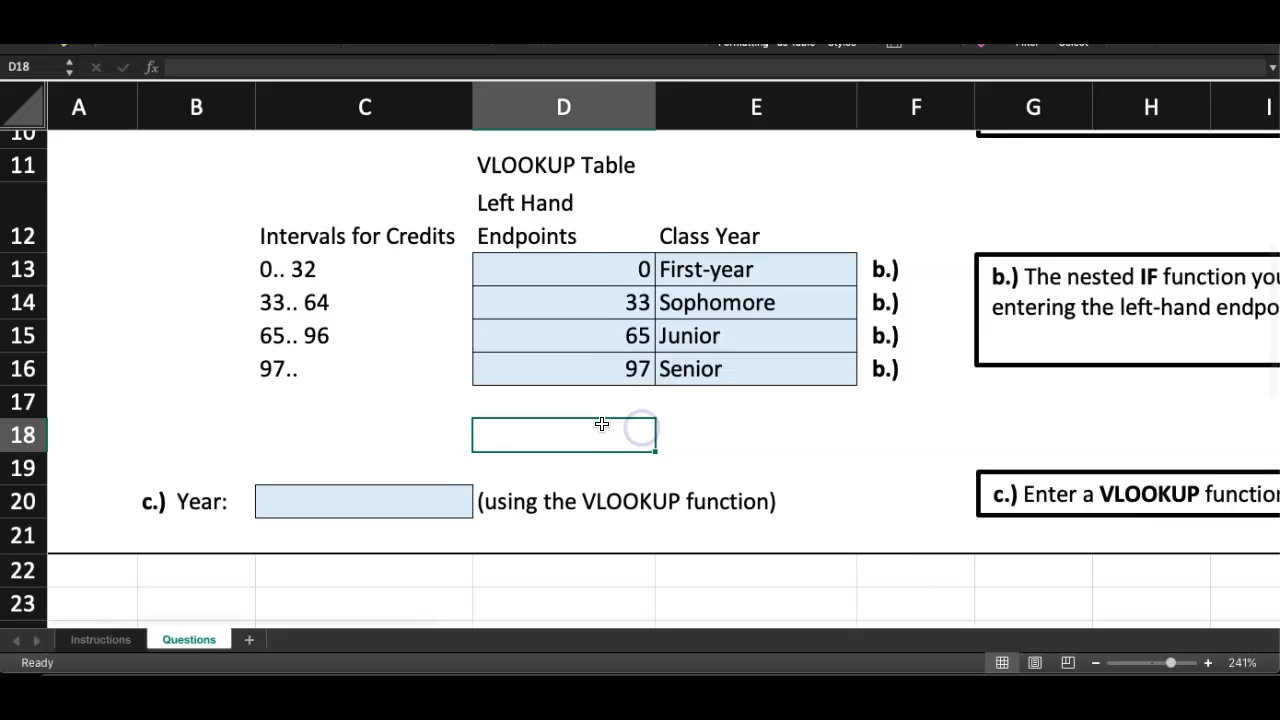 D18 fx
A B C D E F G H I
10
11 VLOOKUP Table
Left Hand
12 Intervals for Credits Endpoints Class Year
13 0.. 32 0 First-year b.) b.) The nested IF function you
14 33.. 64 33 Sophomore b.) entering the left-hand endpo
15 65.. 96 65 Junior b.)
16 97.. 97 Senior b.)
17
18
19
20 c.) Year: (using the VLOOKUP function) c.) Enter a VLOOKUP function
21
22
23
Instructions Questions +
Ready 241%